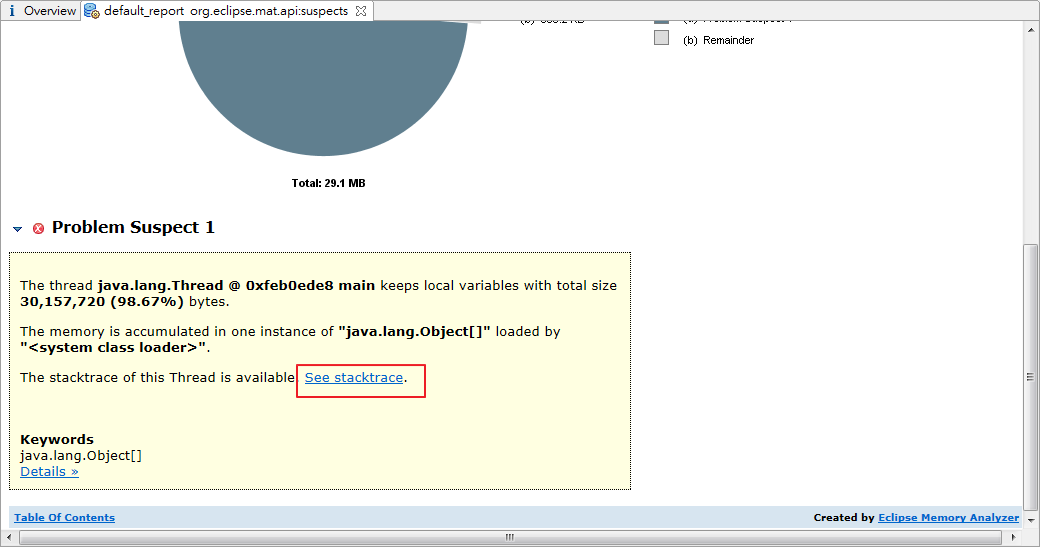 Overview default_report org.eclipse.mat.api:suspects
(b) Remainder
Total: 29.1 MB
Problem Suspect 1
The thread java.lang.Thread @ 0xfeb0ede8 main keeps local variables with total size
30,157,720 (98.67%) bytes.
The memory is accumulated in one instance of "java.lang.Object[]" loaded by
"<system class loader>".
The stacktrace of this Thread is available. See stacktrace.
Keywords
java.lang.Object[]
Details »
Table Of Contents
Created by Eclipse Memory Analyzer